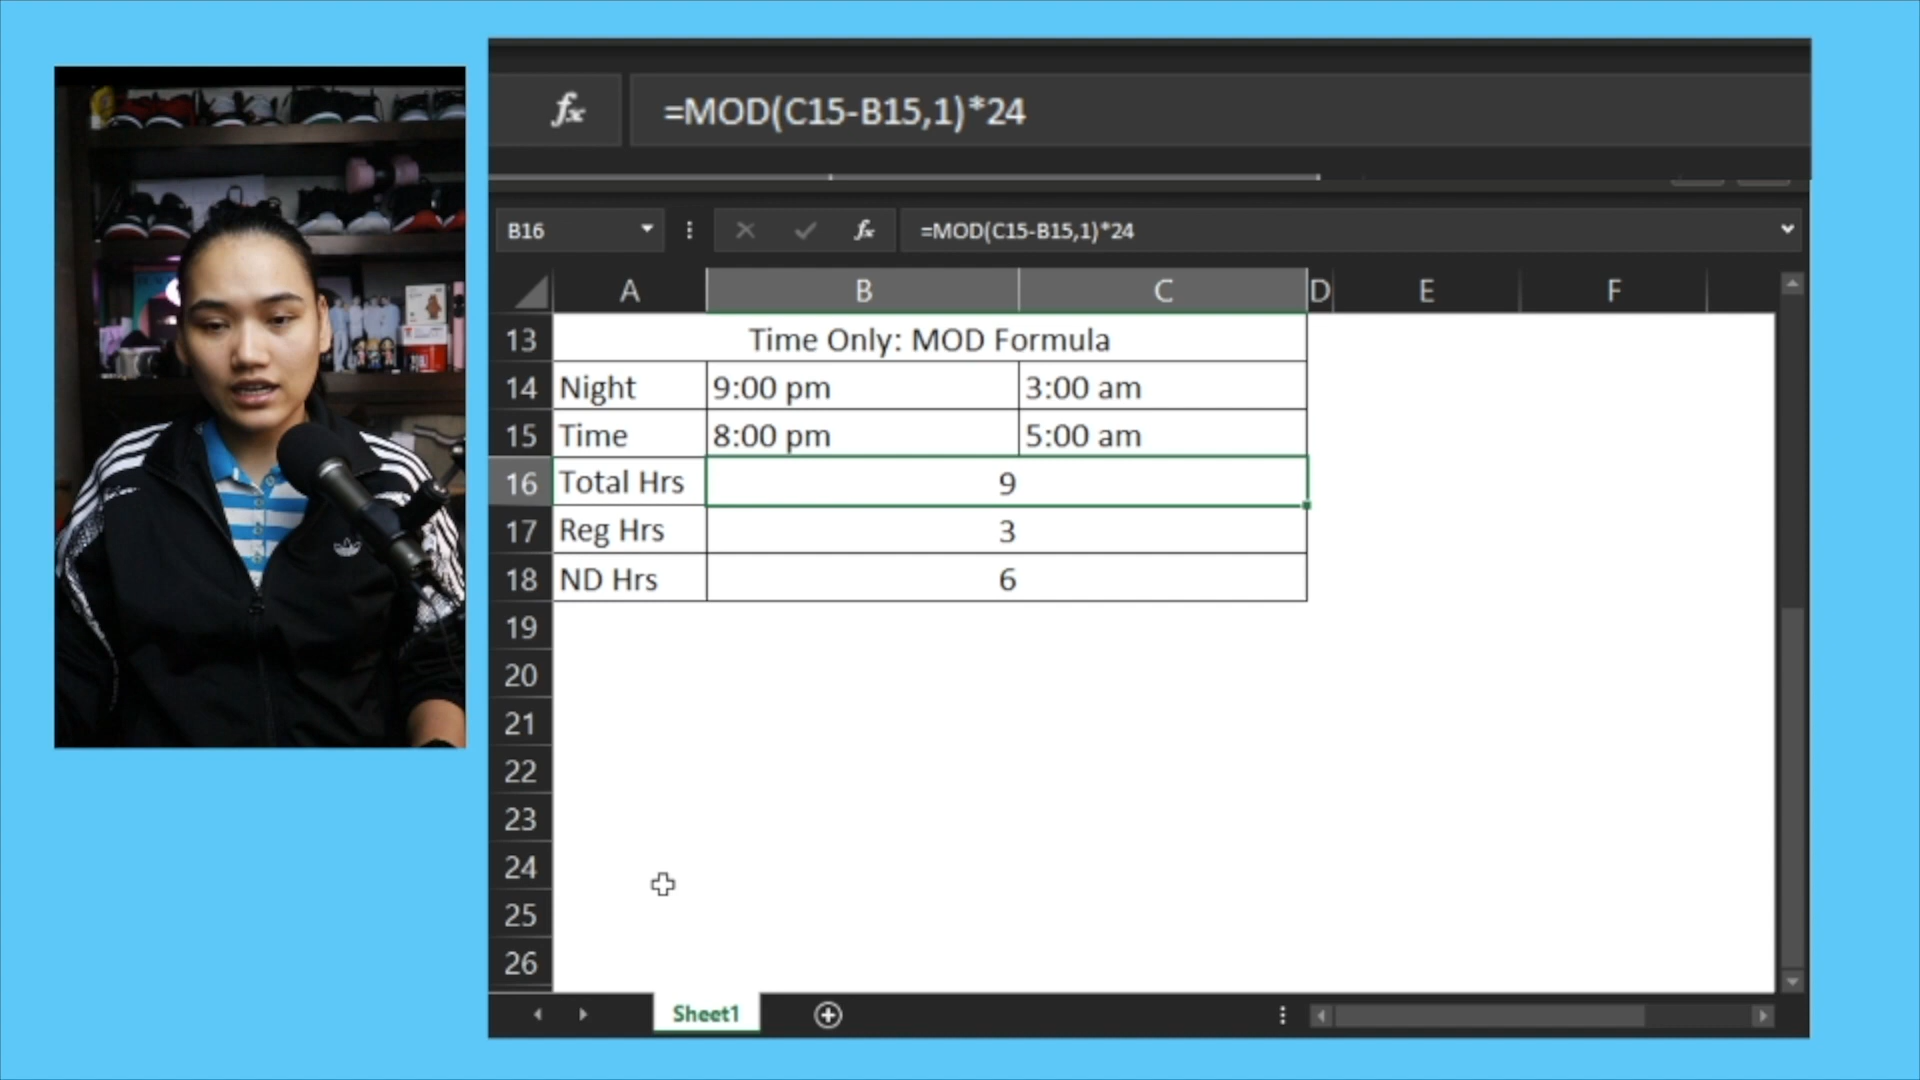 fx =MOD(C15-B15,1)*24
B16 fx =MOD(C15-B15,1)*24
A B C D E F
13 Time Only: MOD Formula
14 Night 9:00 pm 3:00 am
15 Time 8:00 pm 5:00 am
16 Total Hrs 9
17 Reg Hrs 3
18 ND Hrs 6
19
20
21
22
23
24
25
26
Sheet1